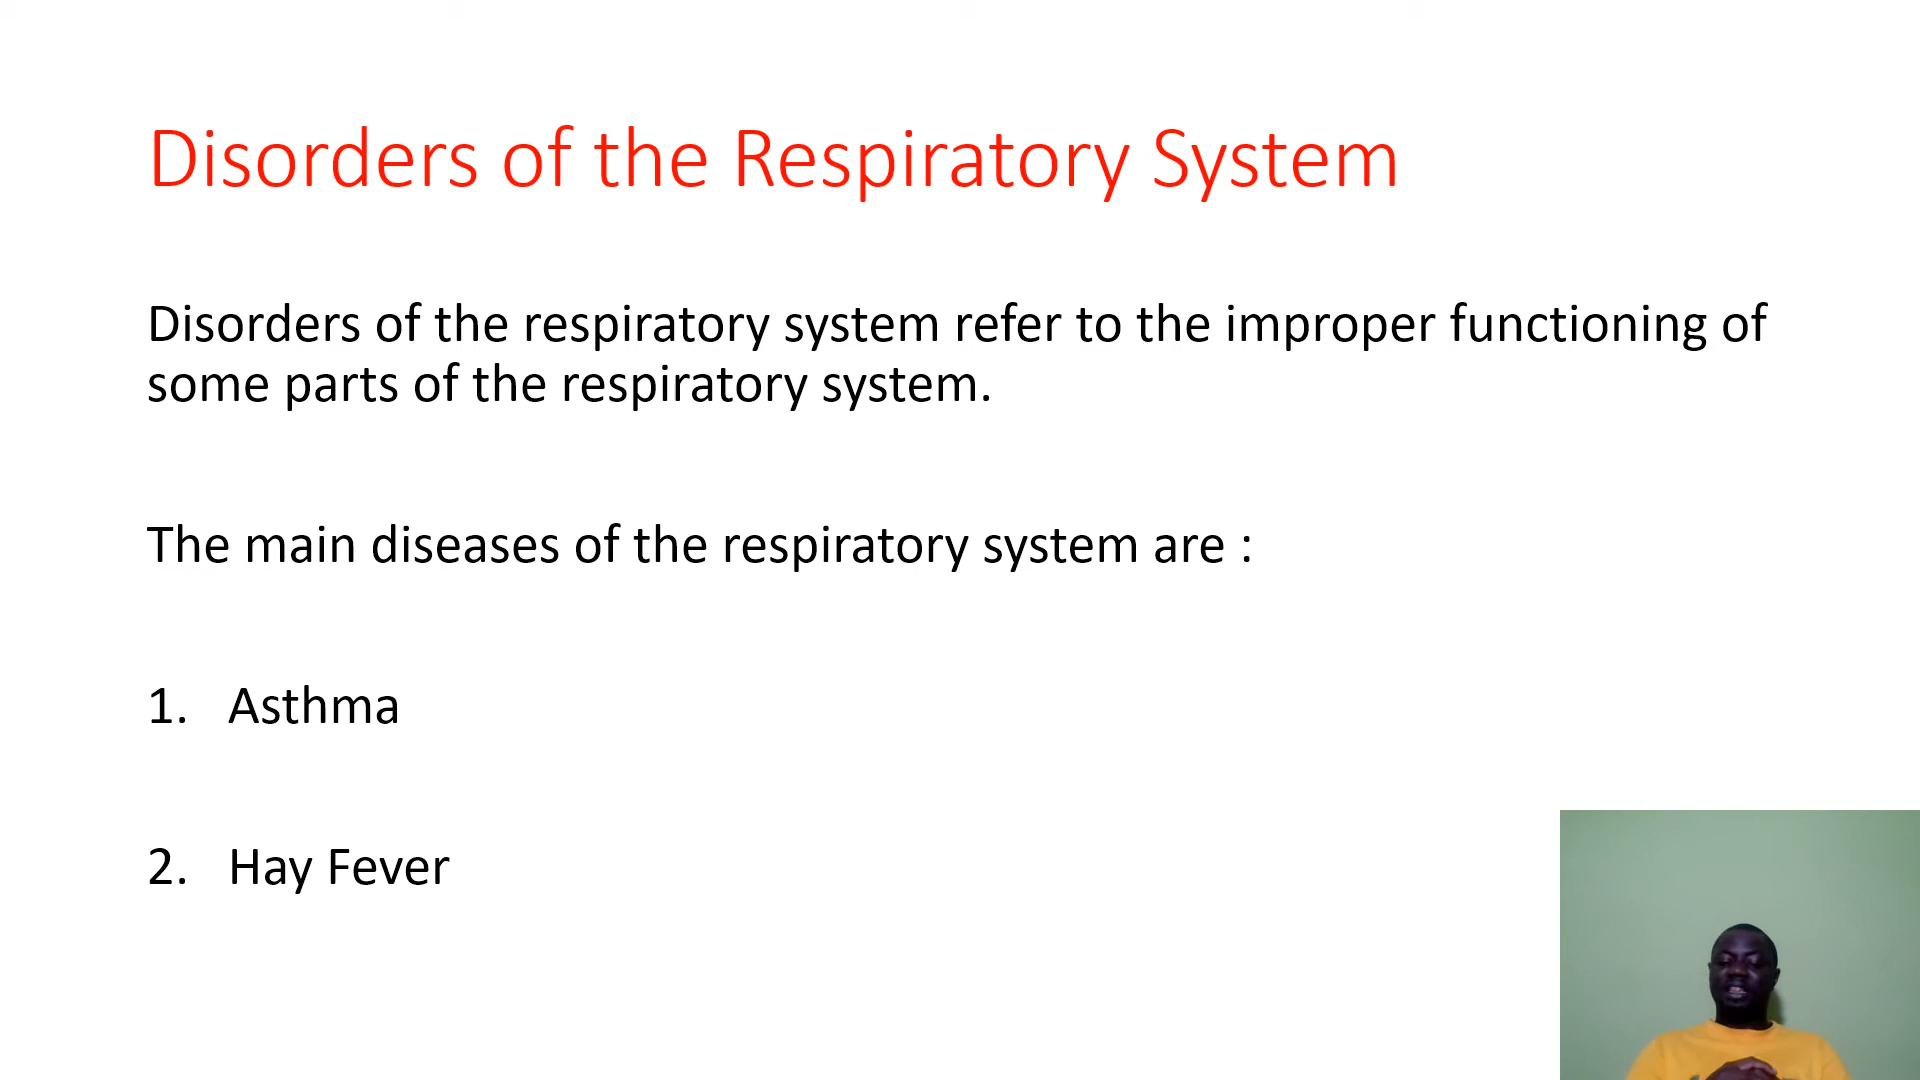 Disorders of the Respiratory System
Disorders of the respiratory system refer to the improper functioning of
some parts of the respiratory system.
The main diseases of the respiratory system are :
1. Asthma
2. Hay Fever